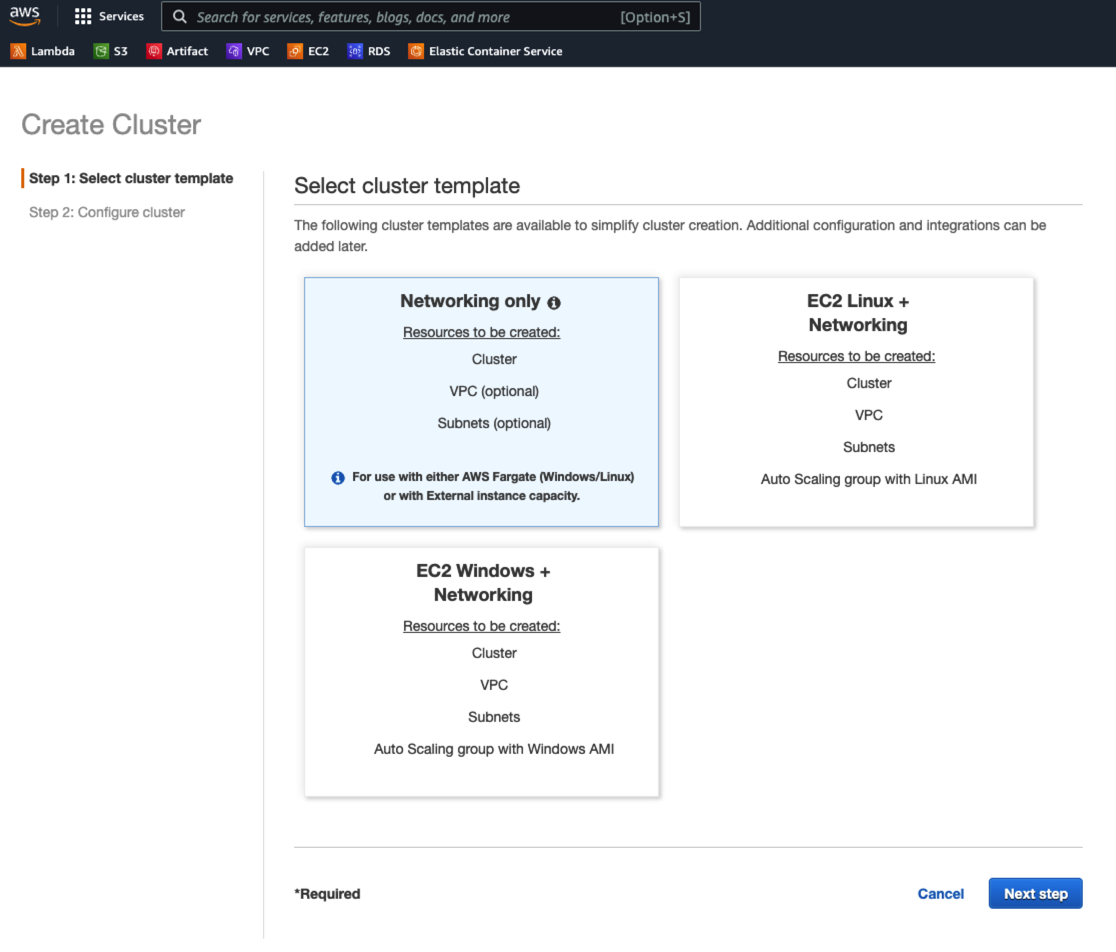 aws
Services
Search for services, features, blogs, docs, and more [Option+S]
Lambda S3 Artifact VPC EC2 RDS Elastic Container Service
Create Cluster
Step 1: Select cluster template
Step 2: Configure cluster
Select cluster template
The following cluster templates are available to simplify cluster creation. Additional configuration and integrations can be
added later.
Networking only
Resources to be created:
Cluster
VPC (optional)
Subnets (optional)
For use with either AWS Fargate (Windows/Linux)
or with External instance capacity.
EC2 Linux +
Networking
Resources to be created:
Cluster
VPC
Subnets
Auto Scaling group with Linux AMI
EC2 Windows +
Networking
Resources to be created:
Cluster
VPC
Subnets
Auto Scaling group with Windows AMI
*Required
Cancel
Next step